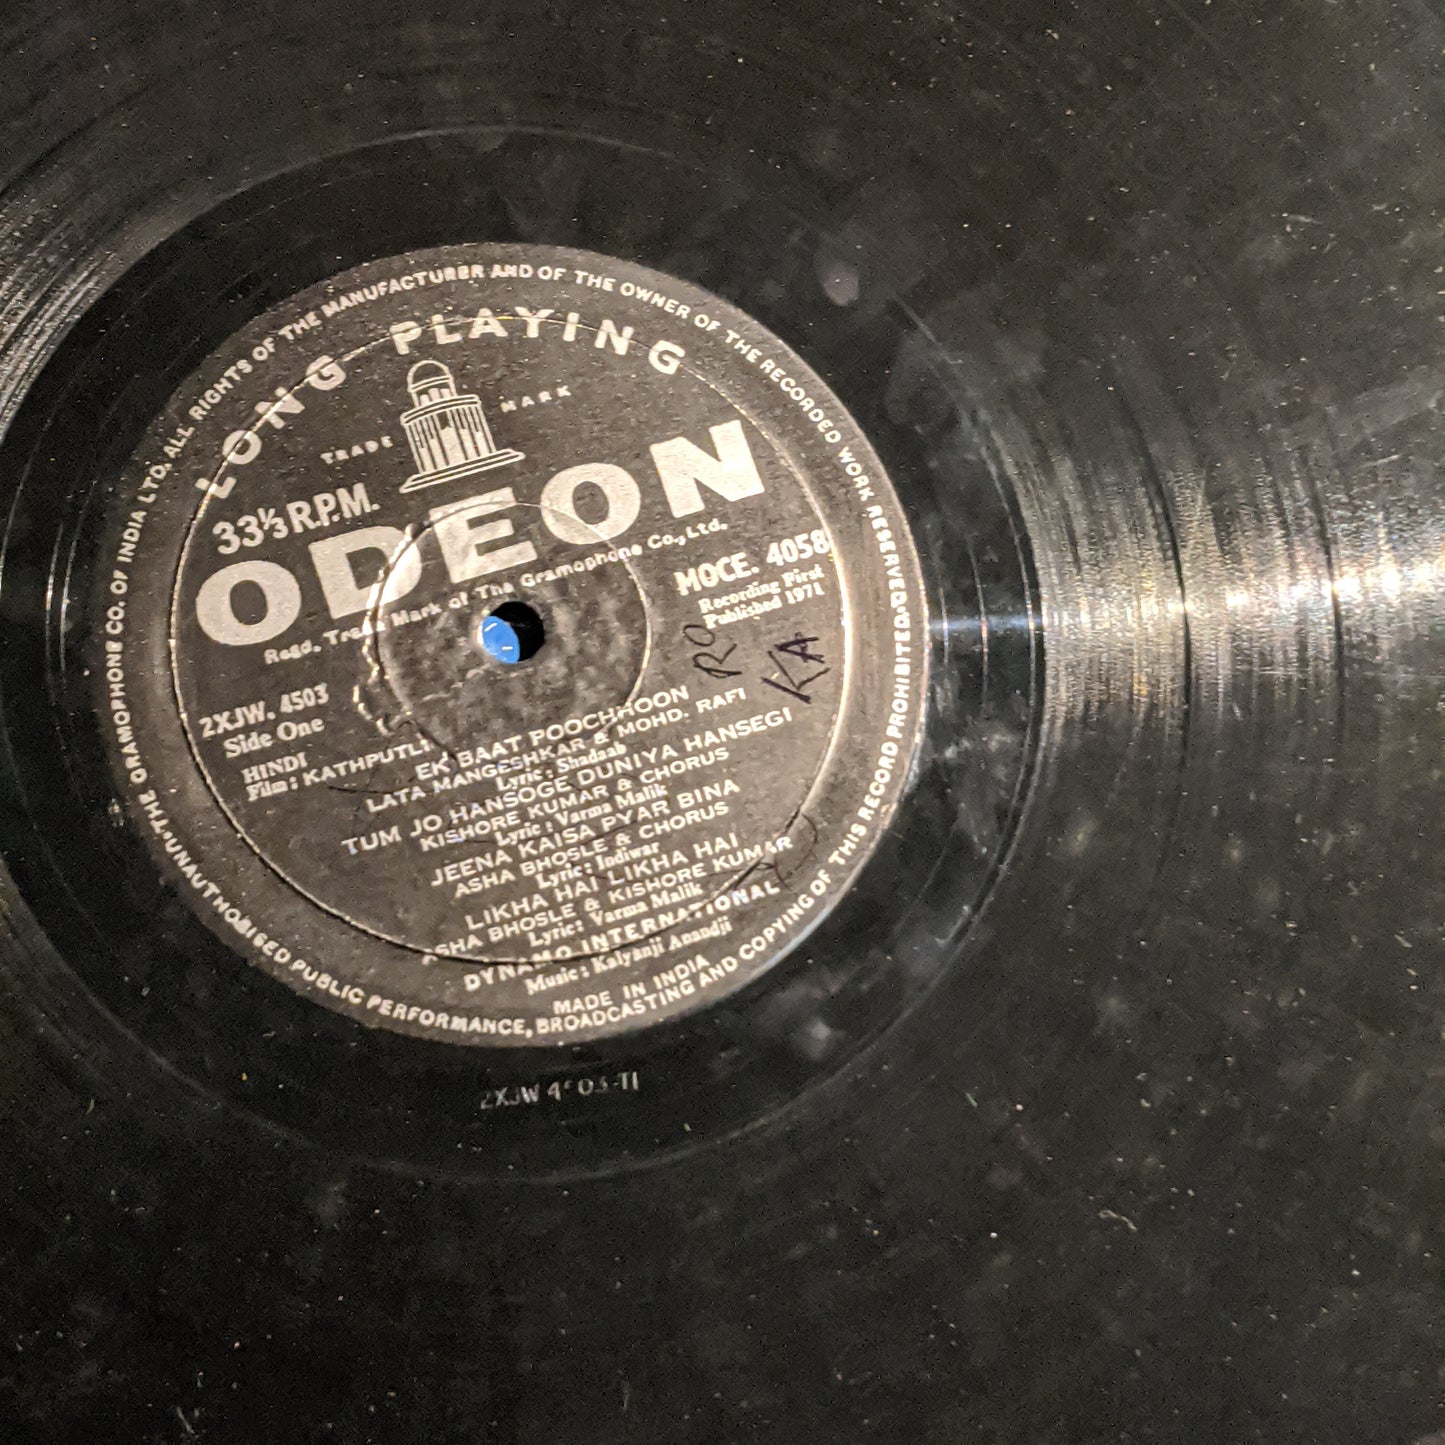 THE GRAMOPHONE CO. OF INDIA LTD. ALL RIGHTS OF THE MANUFACTURER AND OF THE OWNER OF THE RECORDED WORK RESERVED.
UNAUTHORISED PUBLIC PERFORMANCE, BROADCASTING AND COPYING OF THIS RECORD PROHIBITED.
LONG PLAYING
TRADE MARK
33⅓ R.P.M.
ODEON
Regd. Trade Mark of The Gramophone Co., Ltd.
MOCE. 4058
Recording First
Published 1971
RO
KA
2XJW. 4503
Side One
HINDI
Film: KATHPUTLI
EK BAAT POOCHHOON
LATA MANGESHKAR & MOHD. RAFI
Lyric: Shadaab
TUM JO HANSOGE DUNIYA HANSEGI
KISHORE KUMAR & CHORUS
Lyric: Varma Malik
JEENA KAISA PYAR BINA
ASHA BHOSLE & CHORUS
Lyric: Indiwar
LIKHA HAI LIKHA HAI
ASHA BHOSLE & KISHORE KUMAR
Lyric: Varma Malik
DYNAMO INTERNATIONAL
Music: Kalyanji Anandji
MADE IN INDIA
2XJW 4503-T1